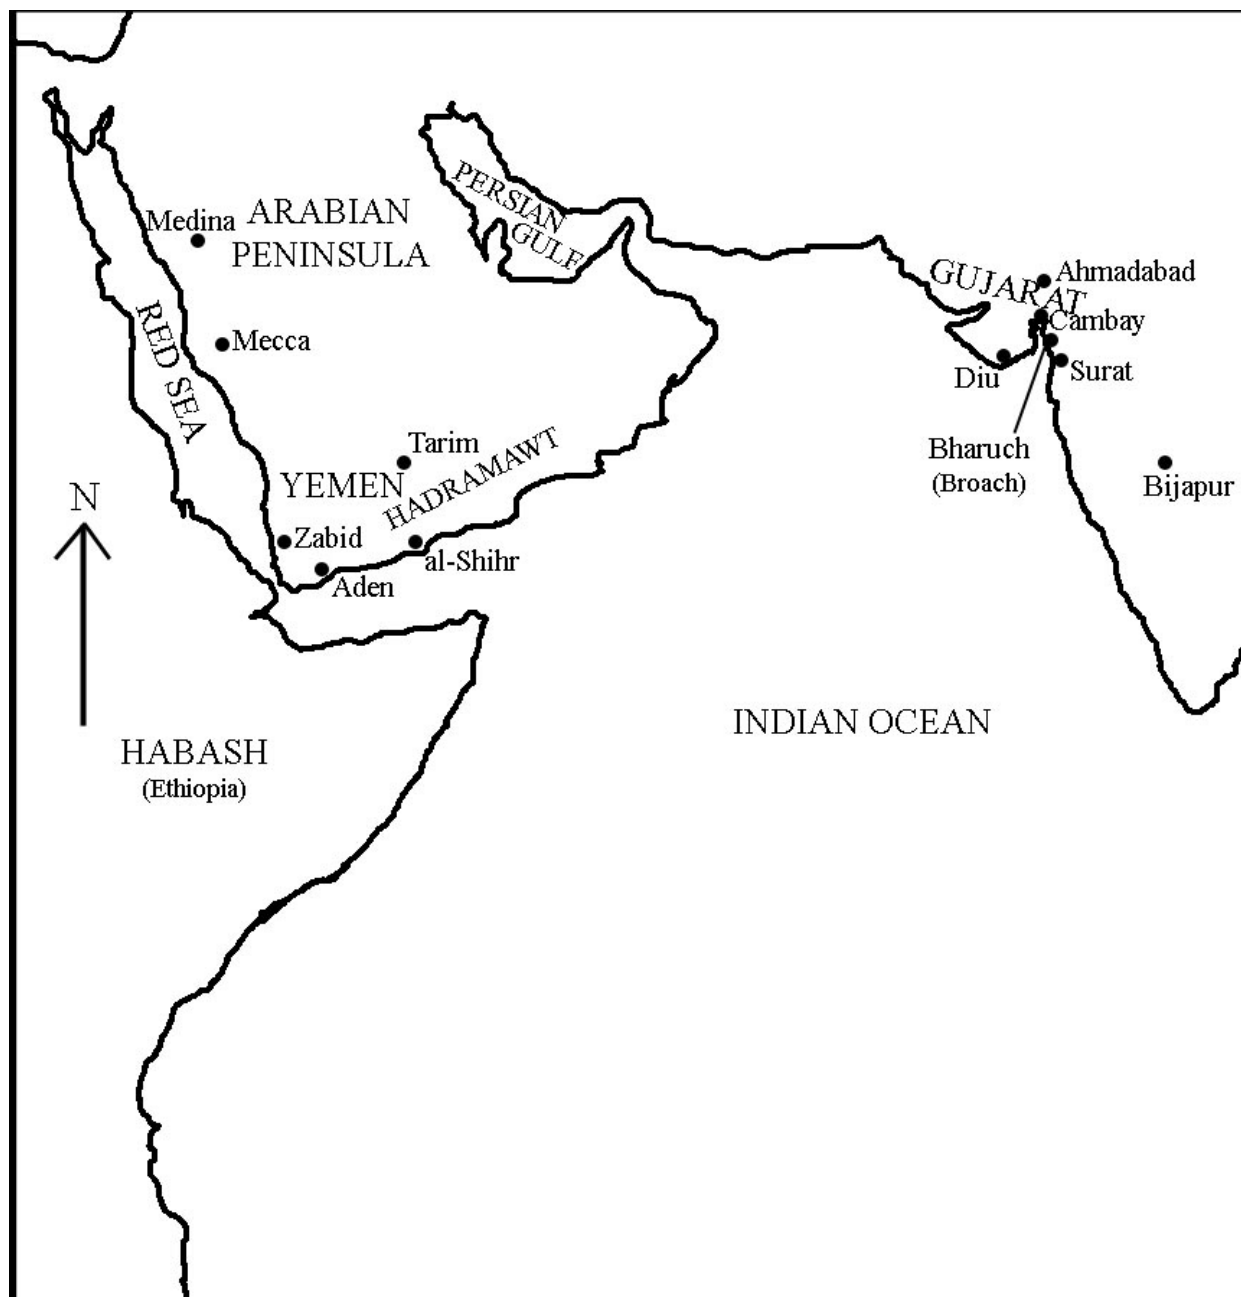 PERSIAN
GULF
Medina
ARABIAN
PENINSULA
GUJARAT
Ahmadabad
Cambay
RED SEA
Mecca
Diu
Surat
Tarim
HADRAMAWT
Bharuch
(Broach)
YEMEN
Bijapur
N
Zabid
al-Shihr
Aden
INDIAN OCEAN
HABASH
(Ethiopia)